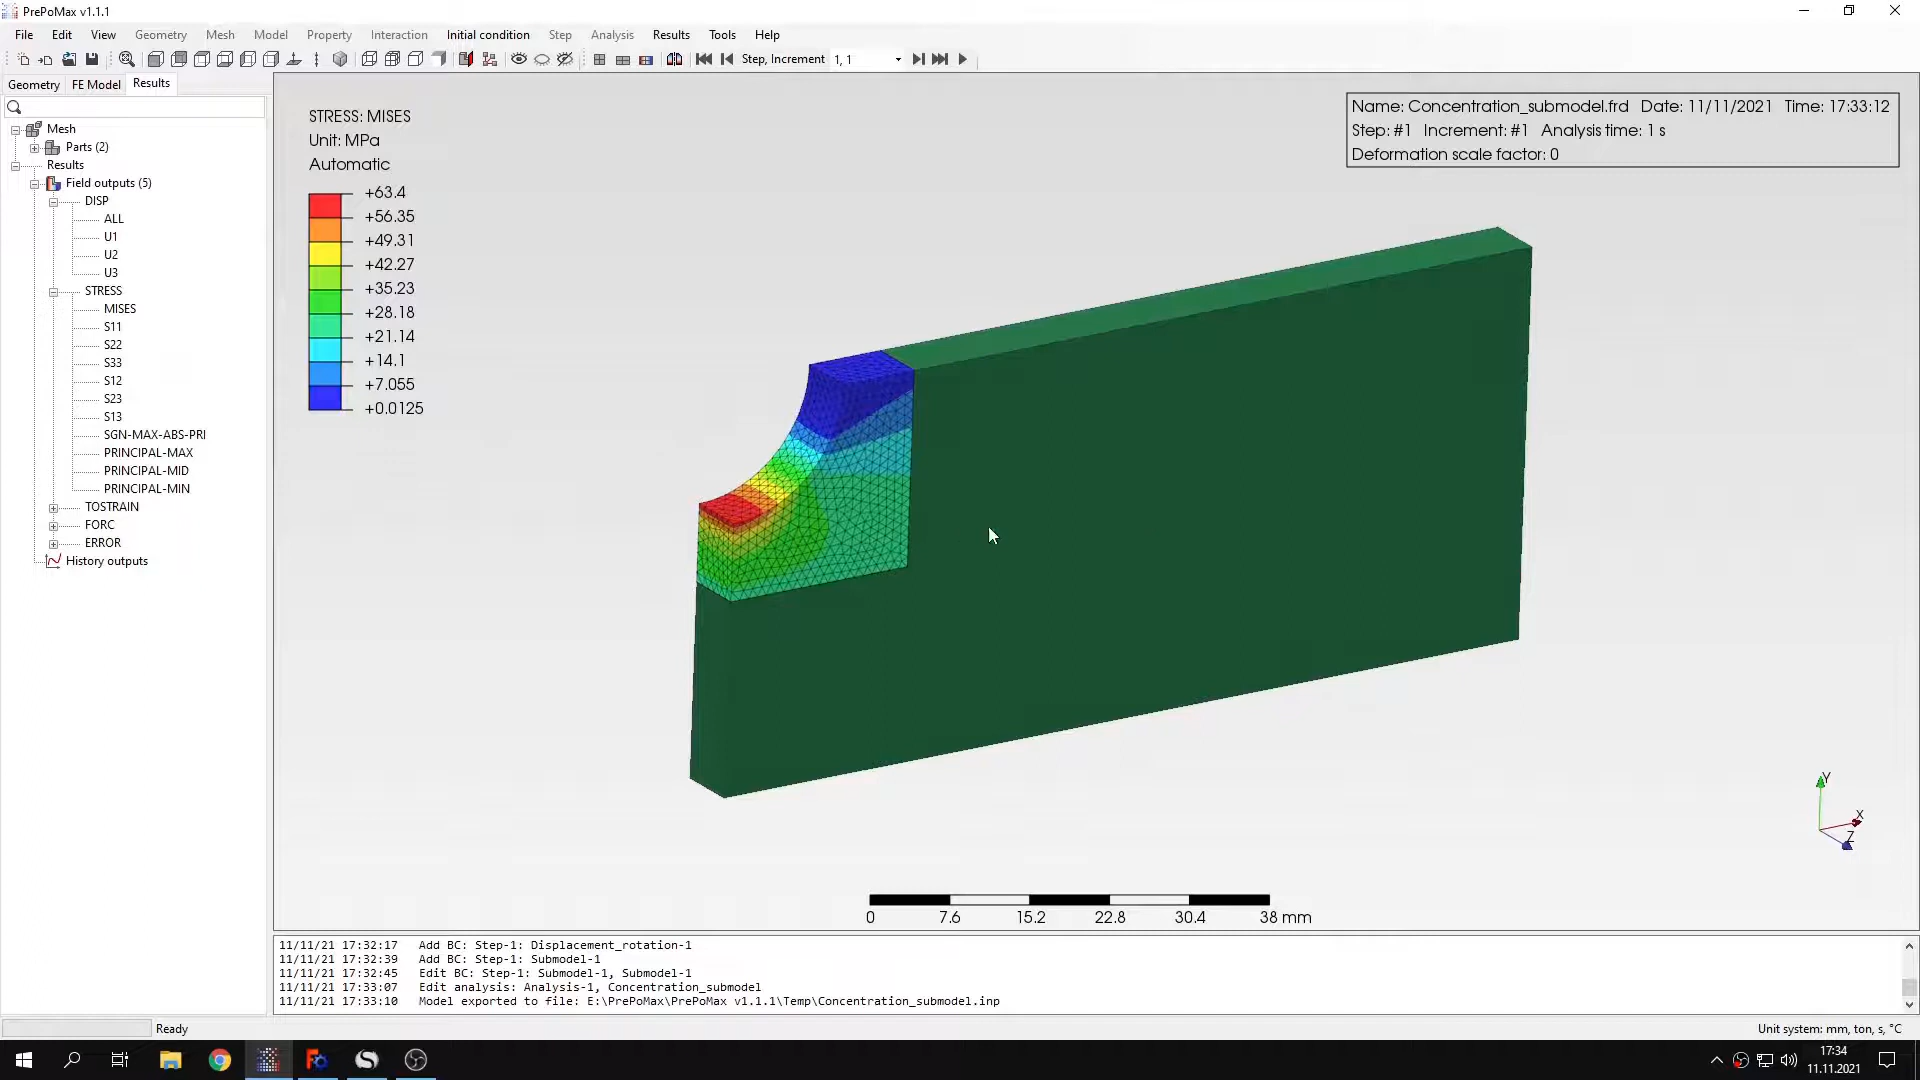 PrePoMax v1.1.1
File Edit View Geometry Mesh Model Property Interaction Initial condition Step Analysis Results Tools Help
Step, Increment 1, 1
Geometry FE Model Results
Mesh
Parts (2)
Results
Field outputs (5)
DISP
ALL
U1
U2
U3
STRESS
MISES
S11
S22
S33
S12
S23
S13
SGN-MAX-ABS-PRI
PRINCIPAL-MAX
PRINCIPAL-MID
PRINCIPAL-MIN
TOSTRAIN
FORC
ERROR
History outputs
STRESS: MISES
Unit: MPa
Automatic
+63.4
+56.35
+49.31
+42.27
+35.23
+28.18
+21.14
+14.1
+7.055
+0.0125
Name: Concentration_submodel.frd Date: 11/11/2021 Time: 17:33:12
Step: #1 Increment: #1 Analysis time: 1 s
Deformation scale factor: 0
Y
X
Z
0 7.6 15.2 22.8 30.4 38 mm
11/11/21 17:32:17 Add BC: Step-1: Displacement_rotation-1
11/11/21 17:32:39 Add BC: Step-1: Submodel-1
11/11/21 17:32:45 Edit BC: Step-1: Submodel-1, Submodel-1
11/11/21 17:33:07 Edit analysis: Analysis-1, Concentration_submodel
11/11/21 17:33:10 Model exported to file: E:\PrePoMax\PrePoMax v1.1.1\Temp\Concentration_submodel.inp
Ready
Unit system: mm, ton, s, °C
17:34
11.11.2021